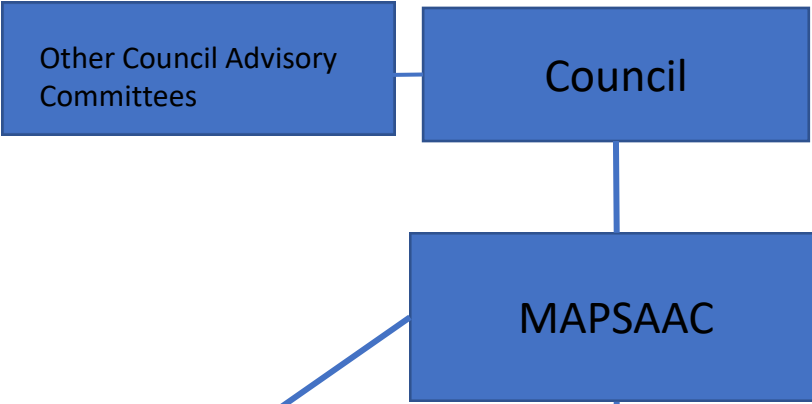 Other Council Advisory
Committees
Council
MAPSAAC